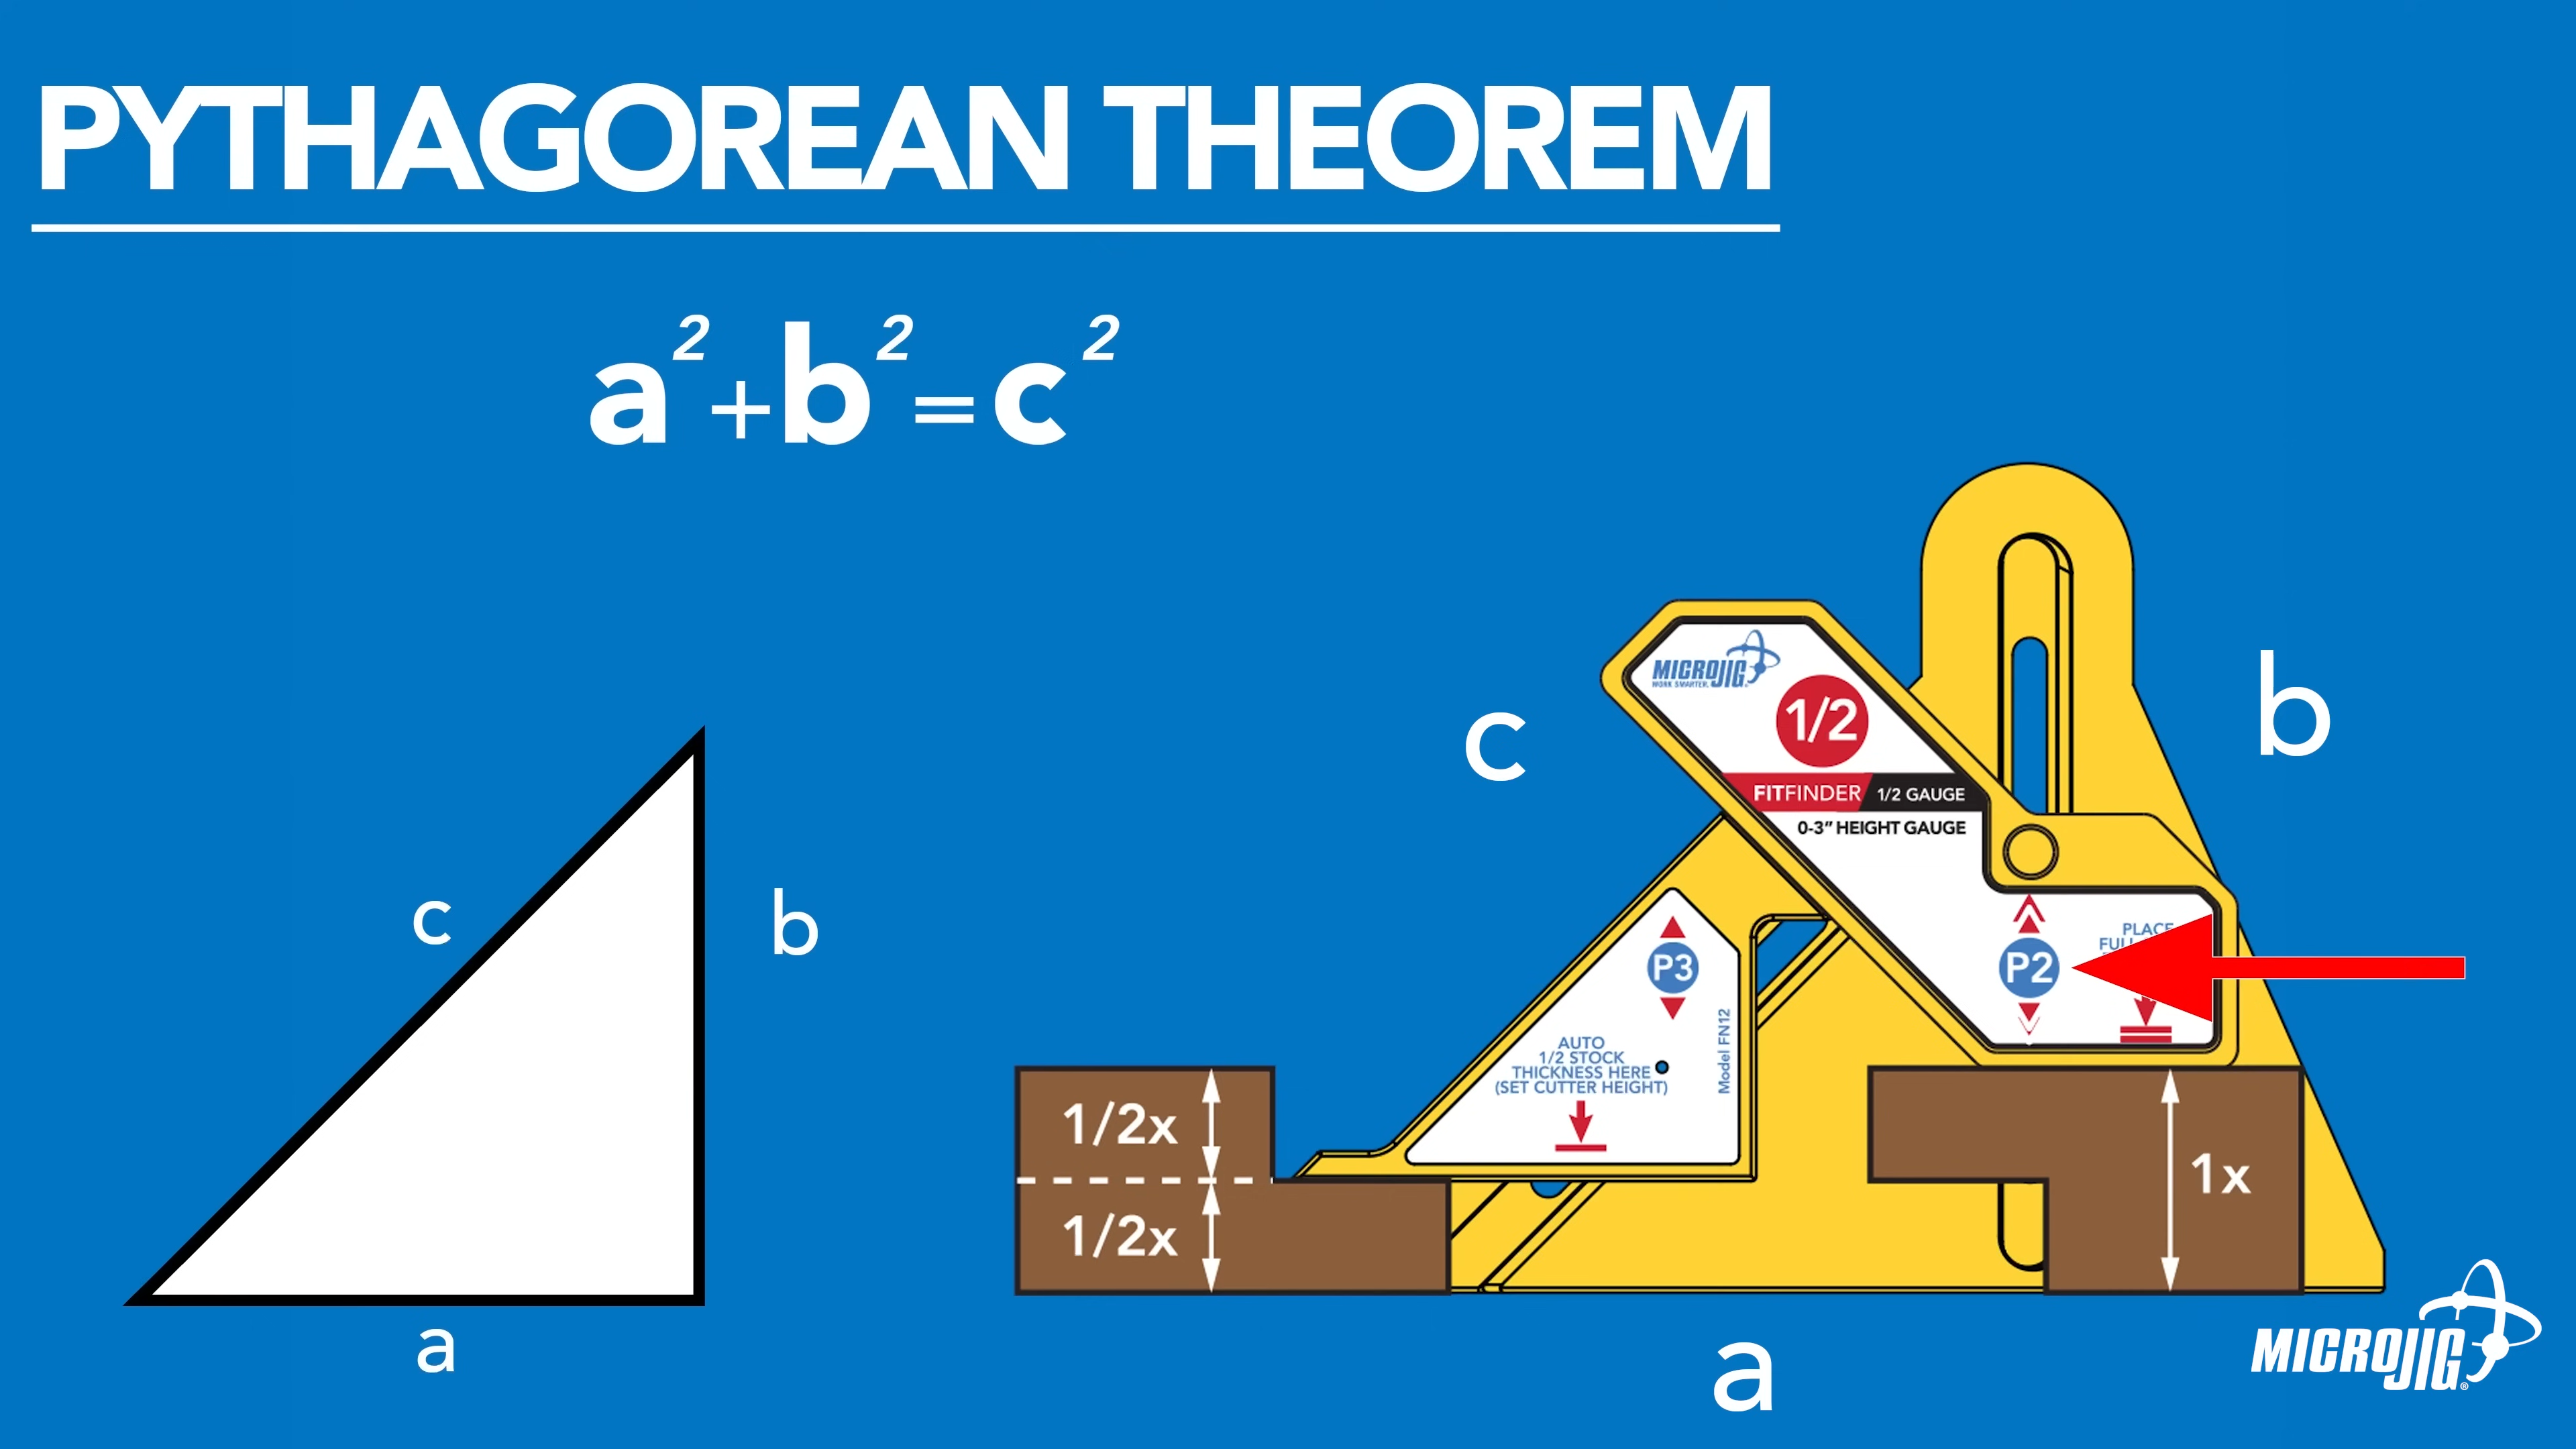 PYTHAGOREAN THEOREM
a²+b²=c²
c
b
a
c
b
a
MICROJIG
WORK SMARTER.
1/2
FITFINDER 1/2 GAUGE
0-3” HEIGHT GAUGE
P2
PLACE
P3
AUTO
1/2 STOCK
THICKNESS HERE
(SET CUTTER HEIGHT)
Model FN12
1/2x
1/2x
1x
MICROJIG®